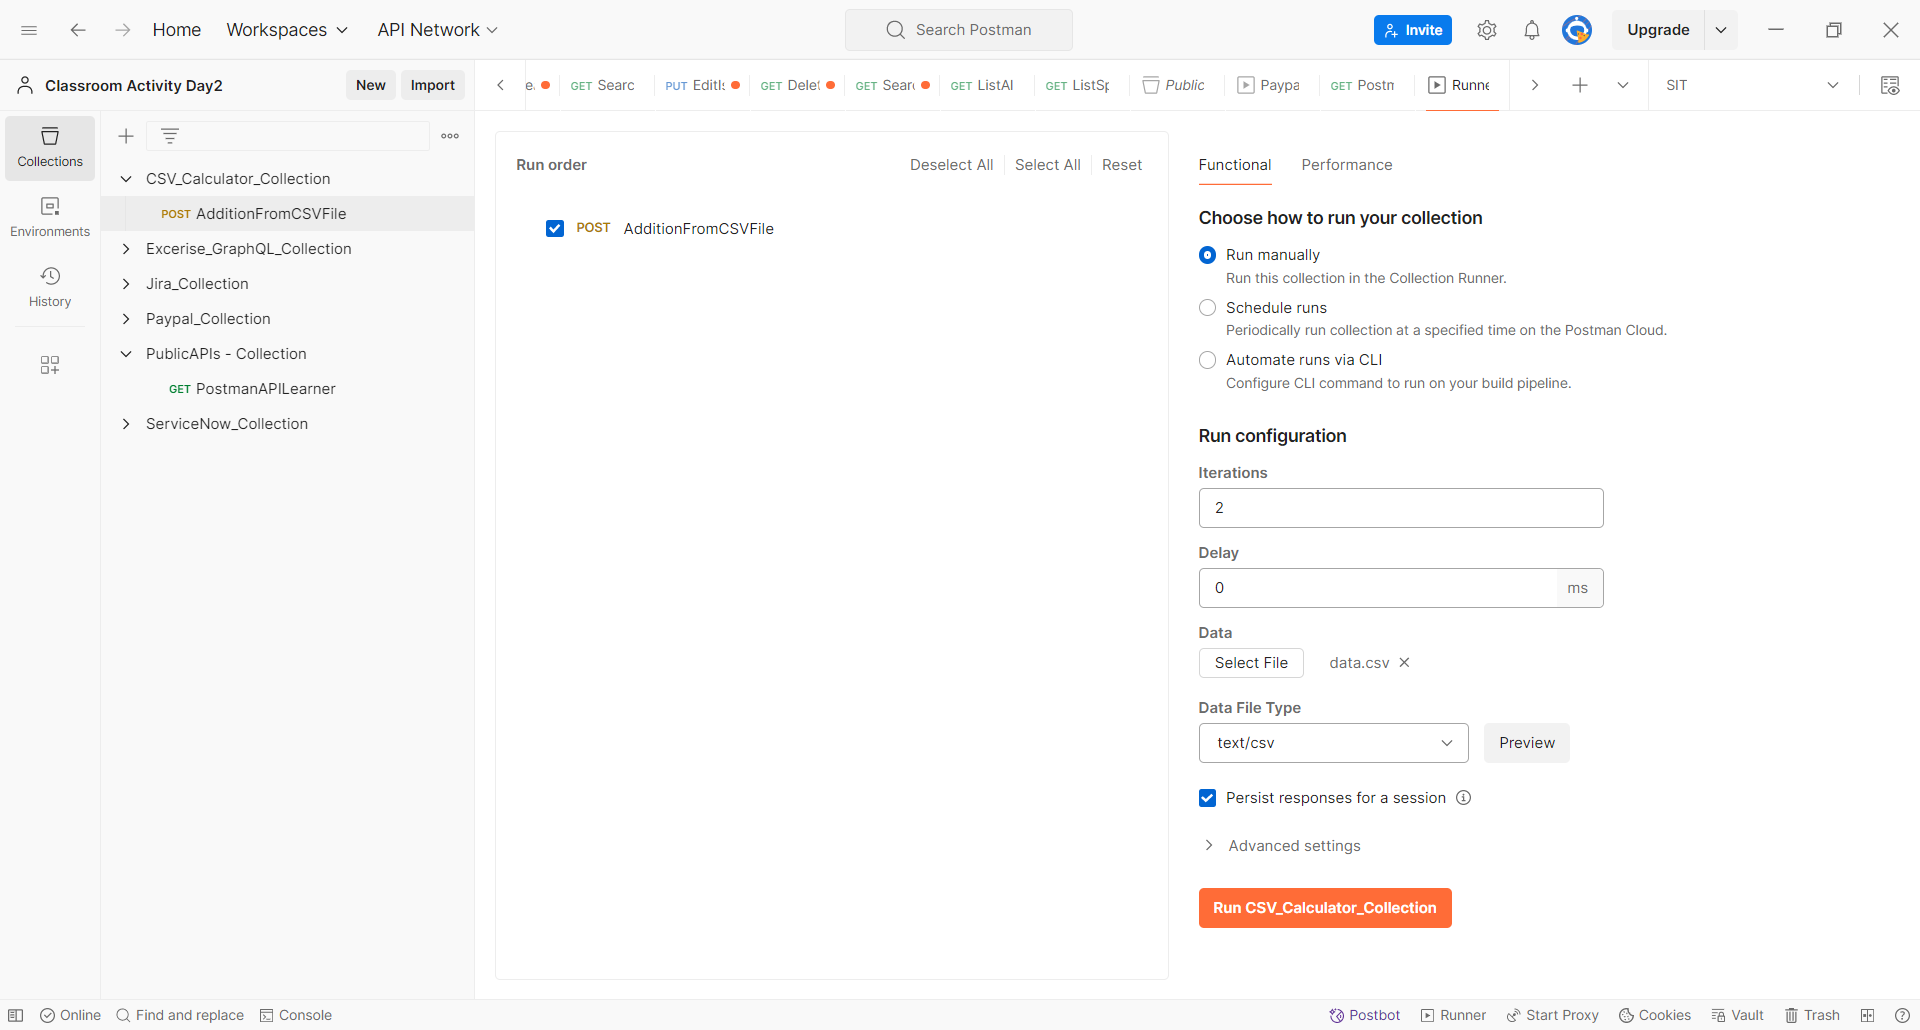 Home Workspaces API Network Search Postman Invite Upgrade
Classroom Activity Day2 New Import
GET Searc PUT EditIs GET Delet GET Sear GET ListAl GET ListSp Public Paypa GET Postm Runne SIT
Collections
Environments
History
CSV_Calculator_Collection
POST AdditionFromCSVFile
Excerise_GraphQL_Collection
Jira_Collection
Paypal_Collection
PublicAPIs - Collection
GET PostmanAPILearner
ServiceNow_Collection
Run order Deselect All Select All Reset
POST AdditionFromCSVFile
Functional Performance
Choose how to run your collection
Run manually
Run this collection in the Collection Runner.
Schedule runs
Periodically run collection at a specified time on the Postman Cloud.
Automate runs via CLI
Configure CLI command to run on your build pipeline.
Run configuration
Iterations
2
Delay
0 ms
Data
Select File data.csv
Data File Type
text/csv Preview
Persist responses for a session
Advanced settings
Run CSV_Calculator_Collection
Online Find and replace Console Postbot Runner Start Proxy Cookies Vault Trash